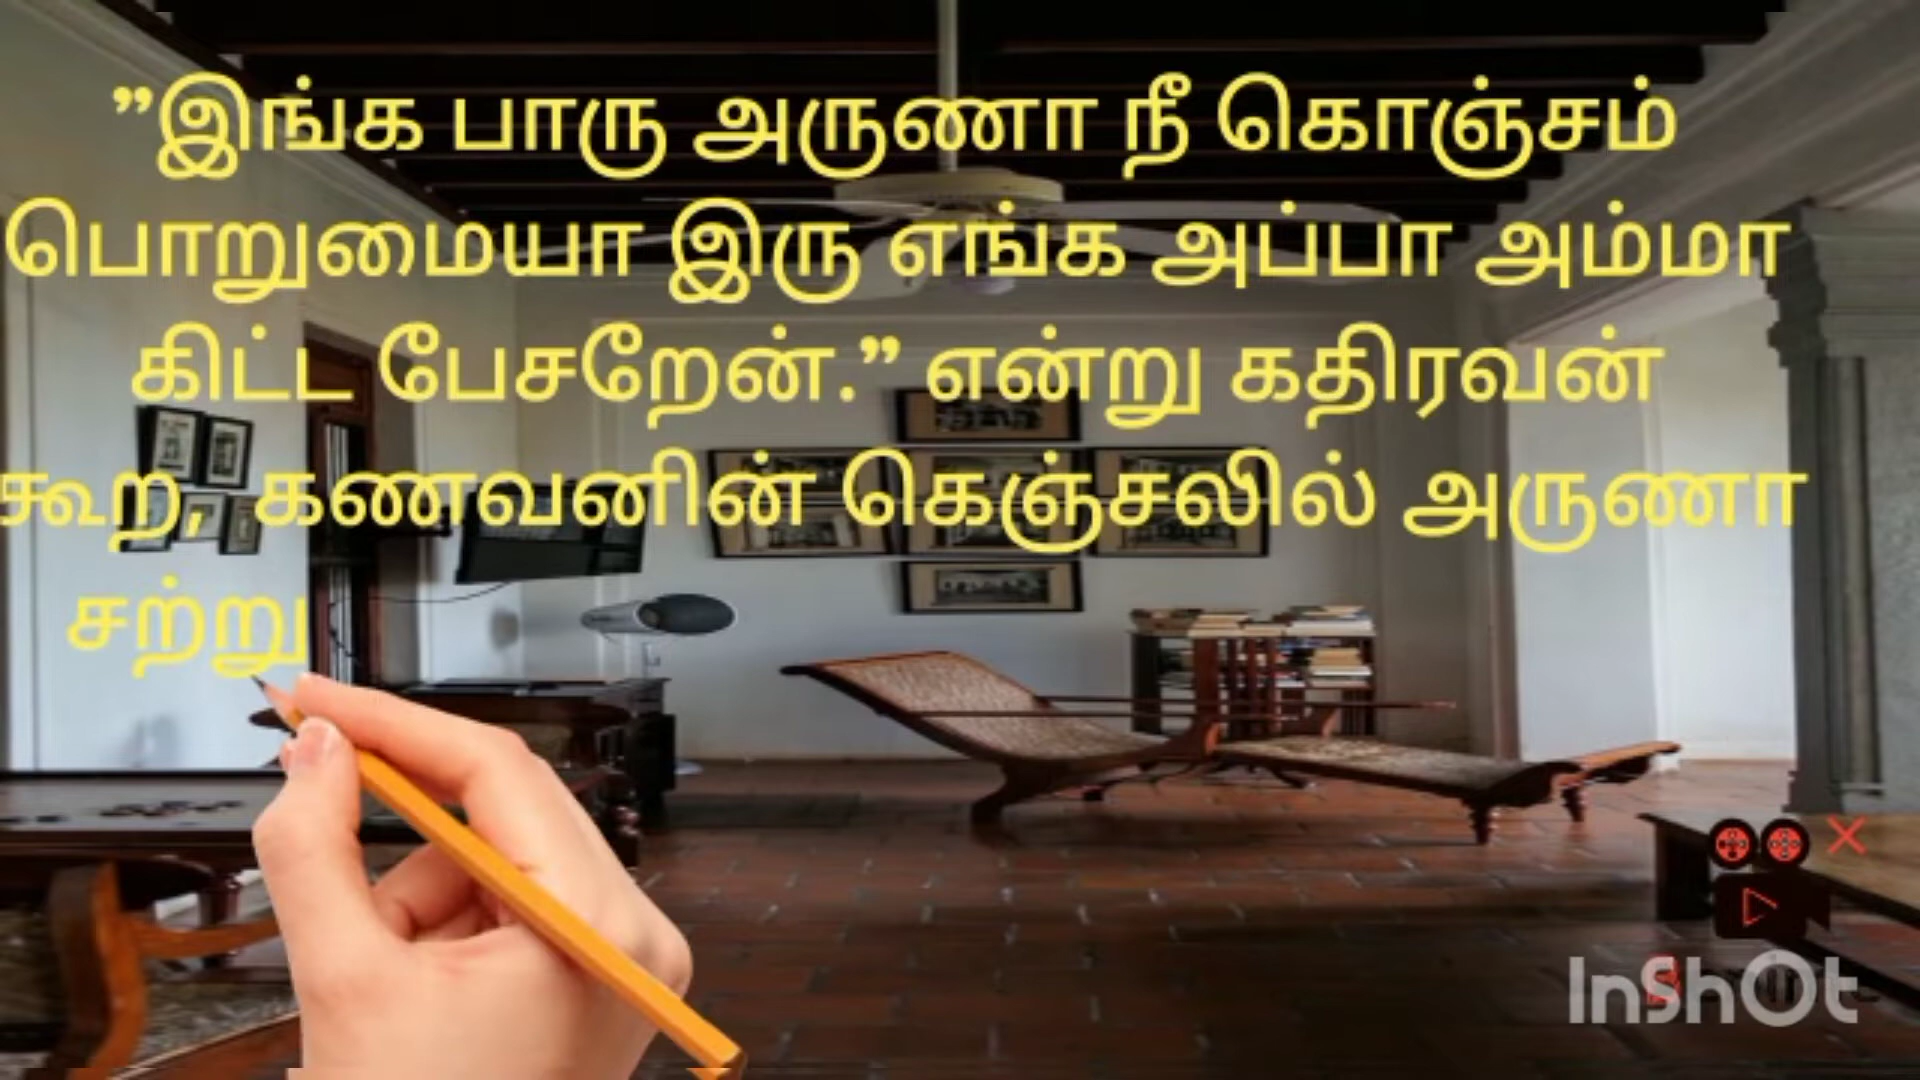 ”இங்க பாரு அருணா நீ கொஞ்சம்
பொறுமையா இரு எங்க அப்பா அம்மா
கிட்ட பேசறேன்.” என்று கதிரவன்
கூற, கணவனின் கெஞ்சலில் அருணா
சற்று
InShOt